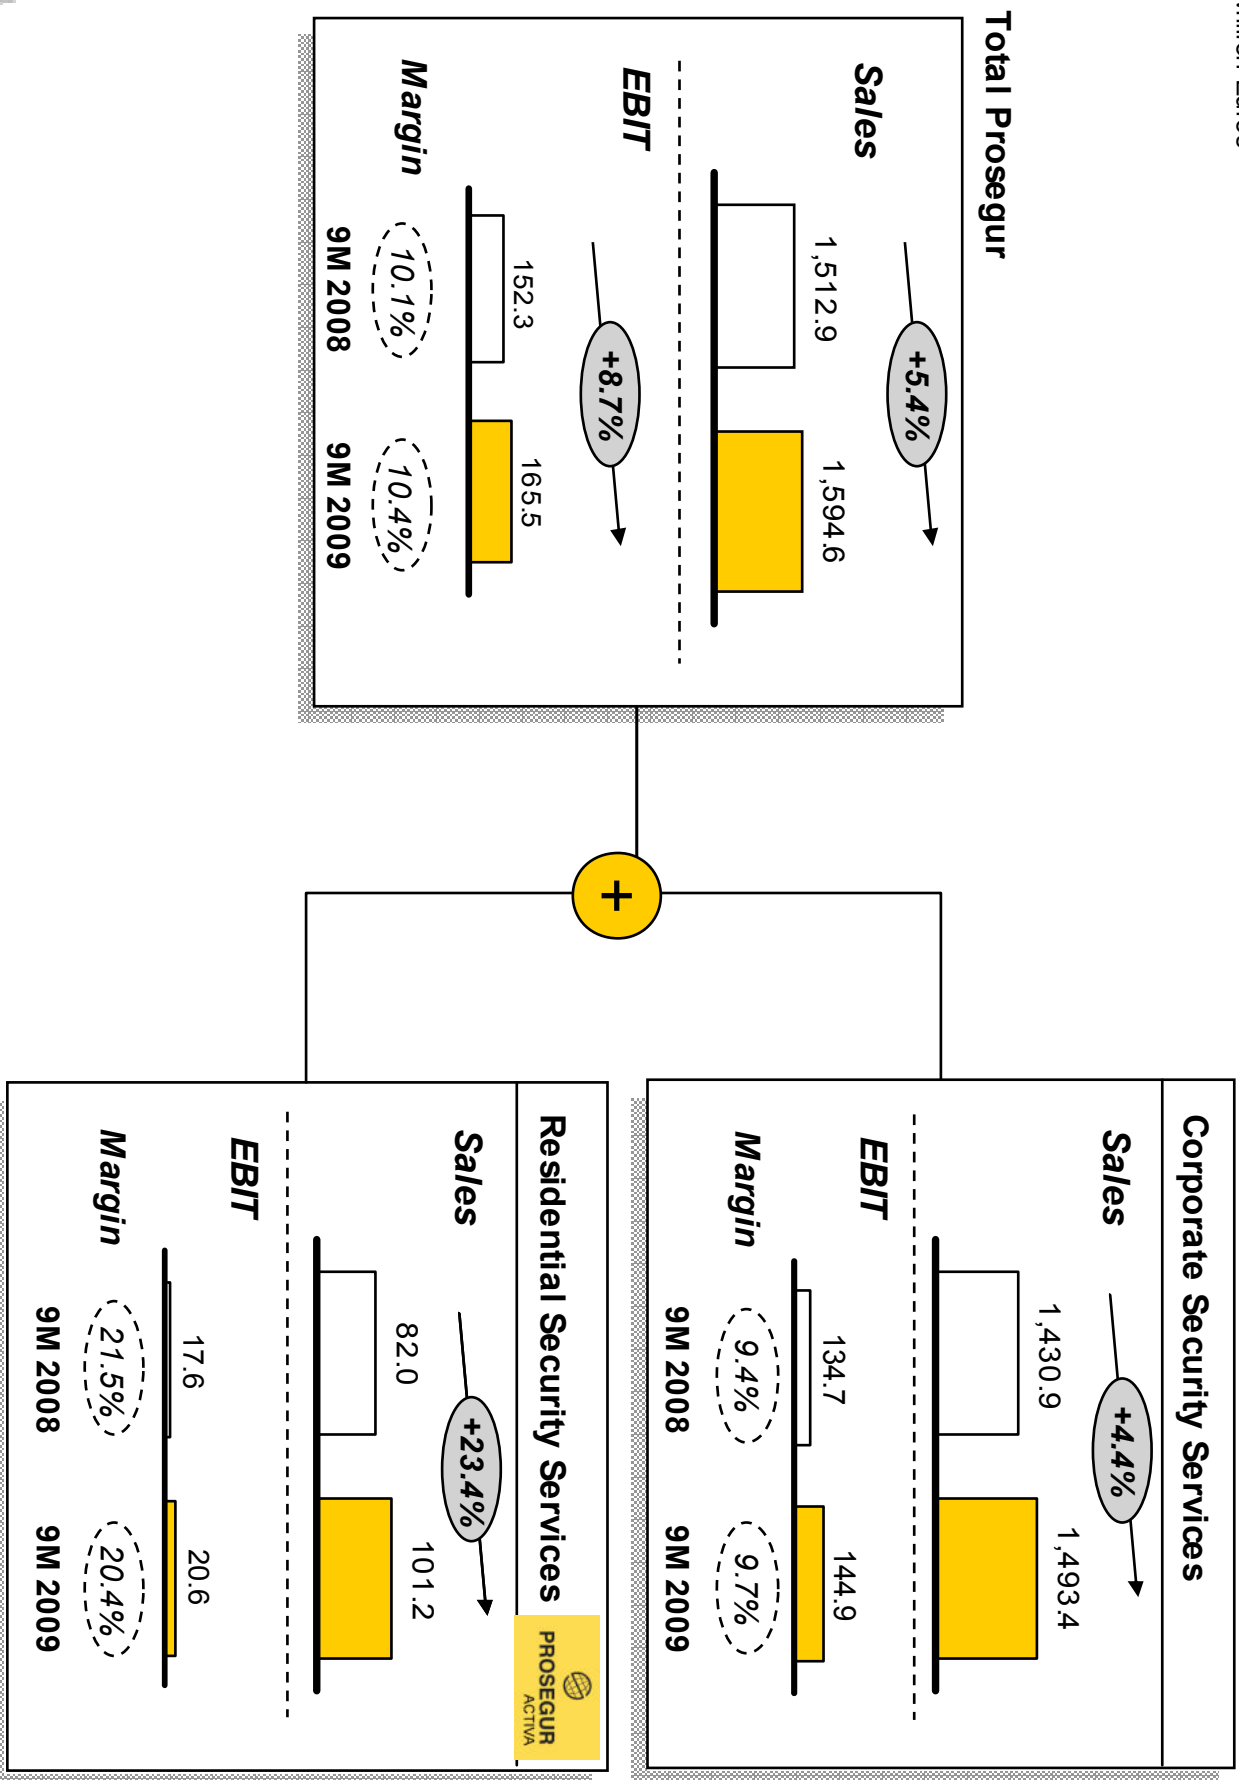 Euros
Total Prosegur
Sales
+5.4%
1,512.9
1,594.6
EBIT
+8.7%
152.3
165.5
Margin
10.1%
10.4%
9M 2008
9M 2009
+
Corporate Security Services
Sales
+4.4%
1,430.9
1,493.4
EBIT
134.7
144.9
Margin
9.4%
9.7%
9M 2008
9M 2009
Residential Security Services
PROSEGUR
ACTIVA
Sales
+23.4%
82.0
101.2
EBIT
17.6
20.6
Margin
21.5%
20.4%
9M 2008
9M 2009